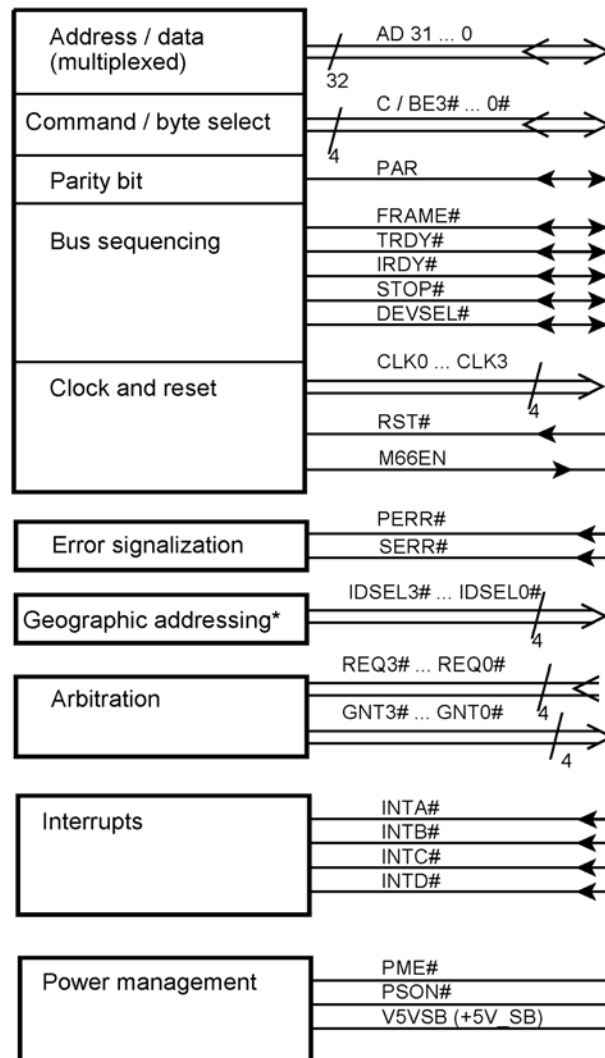 Address / data
(multiplexed)
AD 31 ... 0
32
Command / byte select
C / BE3# ... 0#
4
Parity bit
PAR
Bus sequencing
FRAME#
TRDY#
IRDY#
STOP#
DEVSEL#
Clock and reset
CLK0 ... CLK3
4
RST#
M66EN
Error signalization
PERR#
SERR#
Geographic addressing*
IDSEL3# ... IDSEL0#
4
Arbitration
REQ3# ... REQ0#
4
GNT3# ... GNT0#
4
Interrupts
INTA#
INTB#
INTC#
INTD#
Power management
PME#
PSON#
V5VSB (+5V_SB)